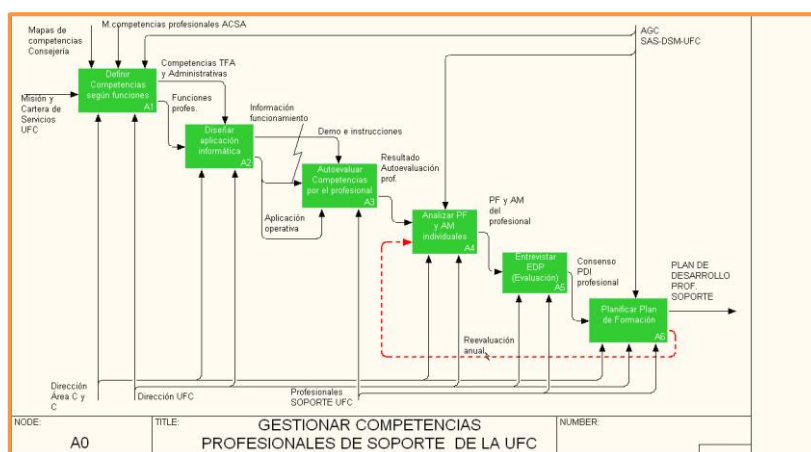 Mapas de
competencias
Consejería
M.competencias profesionales ACSA
AGC
SAS-DSM-UFC
Definir
Competencias
según funciones
A1
Competencias TFA
y Administrativas
Misión y
Cartera de
Servicios
UFC
Funciones
profes.
Información
funcionamiento
Diseñar
aplicación
informática
A2
Demo e instrucciones
Autoevaluar
Competencias
por el profesional
A3
Resultado
Autoevaluación
prof.
Aplicación
operativa
Analizar PF
y AM
individuales
A4
PF y AM
del
profesional
Entrevistar
EDP
(Evaluación)
A5
Consenso
PDI
profesional
PLAN DE
DESARROLLO
PROF.
SOPORTE
Planificar Plan
de Formación
A6
Reevaluación
anual
Dirección
Área C y
C
Dirección UFC
Profesionales
SOPORTE UFC
NODE:
A0
TITLE:
GESTIONAR COMPETENCIAS
PROFESIONALES DE SOPORTE DE LA UFC
NUMBER: